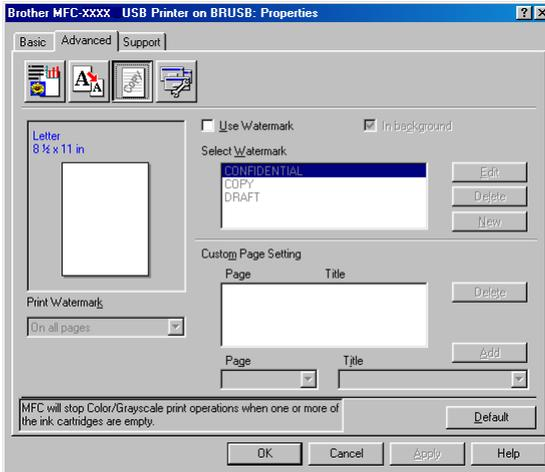 Brother MFC-XXXX USB Printer on BRUSB: Properties
Basic
Advanced
Support
Copy
Letter
8 ½ x 11 in
Use Watermark
In background
Select Watermark
CONFIDENTIAL
COPY
DRAFT
Edit
Delete
New
Custom Page Setting
Page Title
Delete
Add
Page Title
Print Watermark
On all pages
MFC will stop Color/Grayscale print operations when one or more of
the ink cartridges are empty.
Default
OK
Cancel
Apply
Help